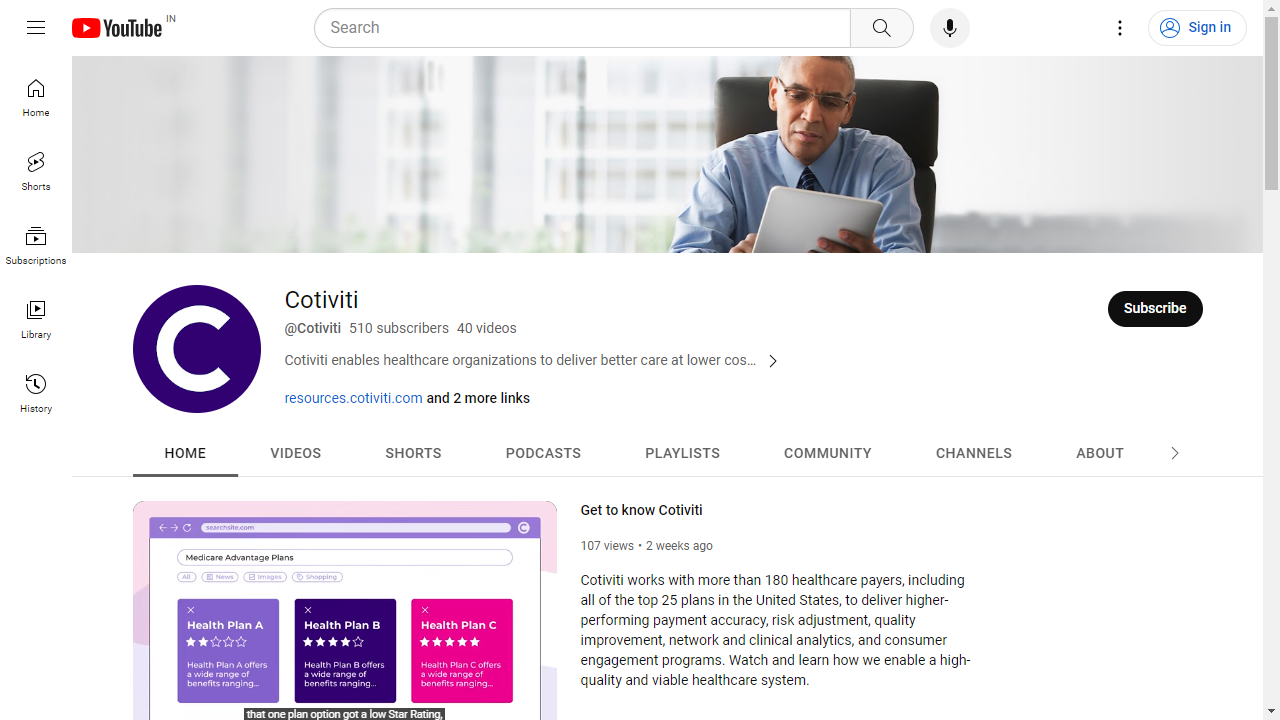 YouTube IN
Search
Sign in
Home
Shorts
Subscriptions
Library
History
Cotiviti
@Cotiviti 510 subscribers 40 videos
Cotiviti enables healthcare organizations to deliver better care at lower cos...
resources.cotiviti.com and 2 more links
Subscribe
HOME VIDEOS SHORTS PODCASTS PLAYLISTS COMMUNITY CHANNELS ABOUT
searchsite.com
Medicare Advantage Plans
All News Images Shopping
Health Plan A
Health Plan A offers
a wide range of
benefits ranging...
Health Plan B
Health Plan B offers
a wide range of
benefits ranging...
Health Plan C
Health Plan C offers
a wide range of
benefits ranging...
that one plan option got a low Star Rating,
Get to know Cotiviti
107 views • 2 weeks ago
Cotiviti works with more than 180 healthcare payers, including
all of the top 25 plans in the United States, to deliver higher-
performing payment accuracy, risk adjustment, quality
improvement, network and clinical analytics, and consumer
engagement programs. Watch and learn how we enable a high-
quality and viable healthcare system.